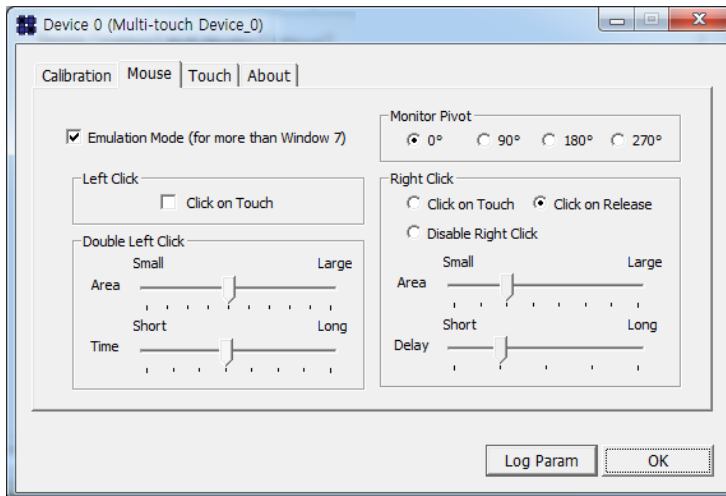 Device 0 (Multi-touch Device_0)
Calibration Mouse Touch About
Emulation Mode (for more than Window 7)
Monitor Pivot
0° 90° 180° 270°
Left Click
Click on Touch
Right Click
Click on Touch Click on Release
Disable Right Click
Double Left Click
Small Large
Area
Short Long
Time
Small Large
Area
Short Long
Delay
Log Param OK